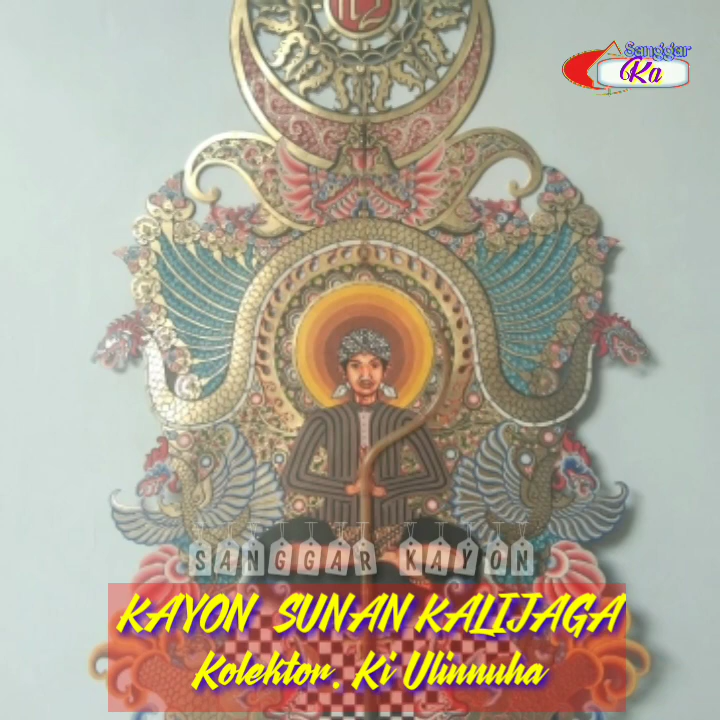 Sanggar
Ka
SANGGAR KAYON
KAYON SUNAN KALIJAGA
Kolektor. Ki Ulinnuha